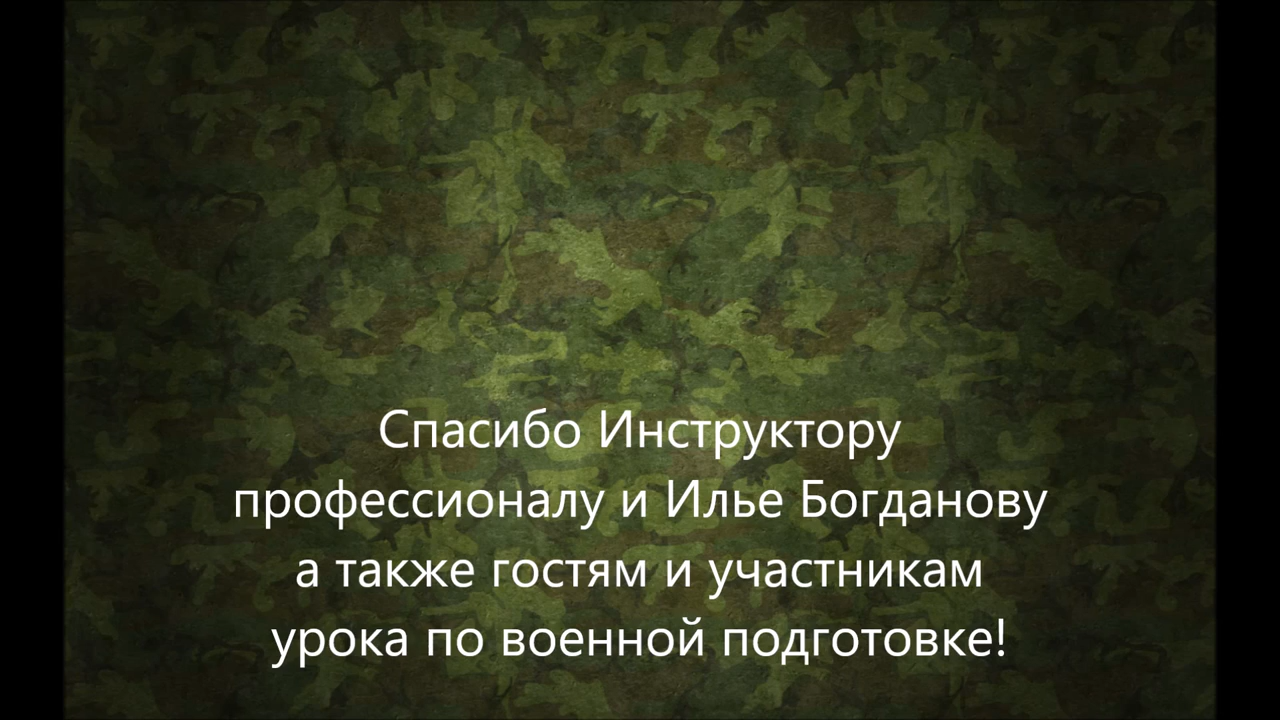 Спасибо Инструктору
профессионалу и Илье Богданову
а также гостям и участникам
урока по военной подготовке!